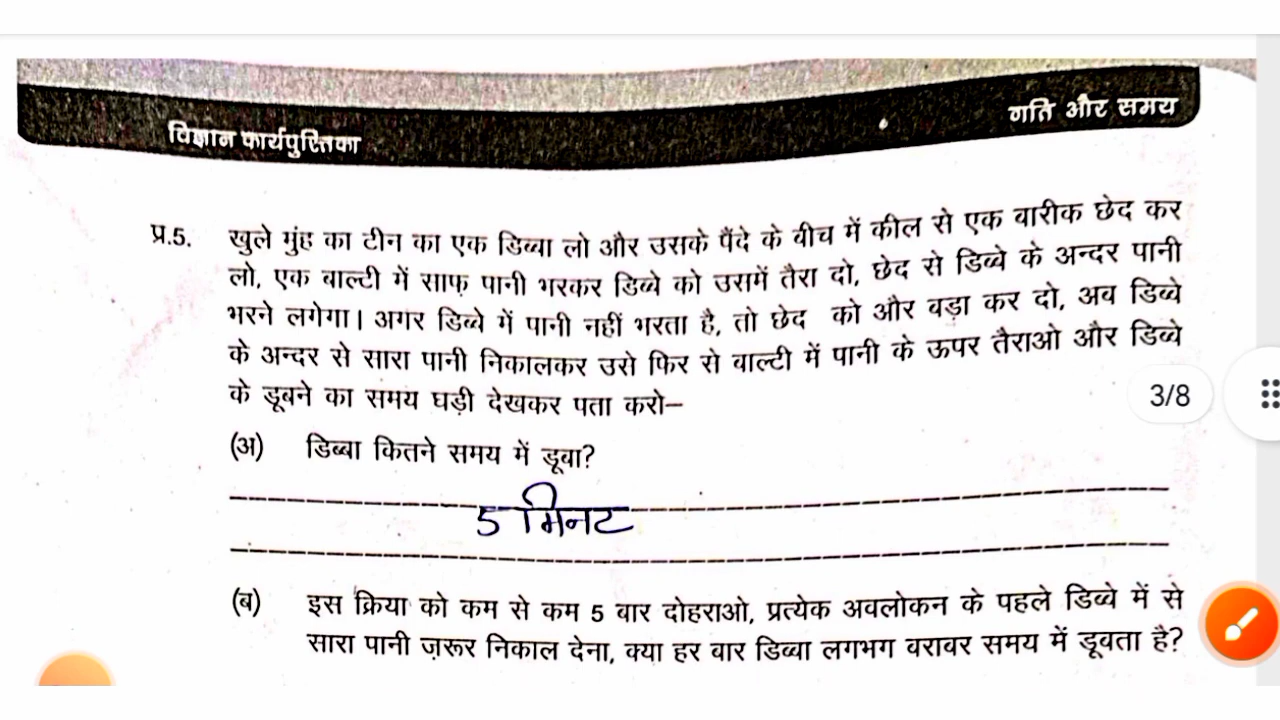 विज्ञान कार्यपुस्तिका
गति और समय
प्र.5. खुले मुंह का टीन का एक डिब्बा लो और उसके पैंदे के बीच में कील से एक बारीक छेद कर
लो, एक बाल्टी में साफ़ पानी भरकर डिब्बे को उसमें तैरा दो, छेद से डिब्बे के अन्दर पानी
भरने लगेगा। अगर डिब्बे में पानी नहीं भरता है, तो छेद को और बड़ा कर दो, अब डिब्बे
के अन्दर से सारा पानी निकालकर उसे फिर से बाल्टी में पानी के ऊपर तैराओ और डिब्बे
के डूबने का समय घड़ी देखकर पता करो–
3/8
(अ) डिब्बा कितने समय में डूबा?
5 मिनट
(ब) इस क्रिया को कम से कम 5 बार दोहराओ, प्रत्येक अवलोकन के पहले डिब्बे में से
सारा पानी ज़रूर निकाल देना, क्या हर बार डिब्बा लगभग बराबर समय में डूबता है?